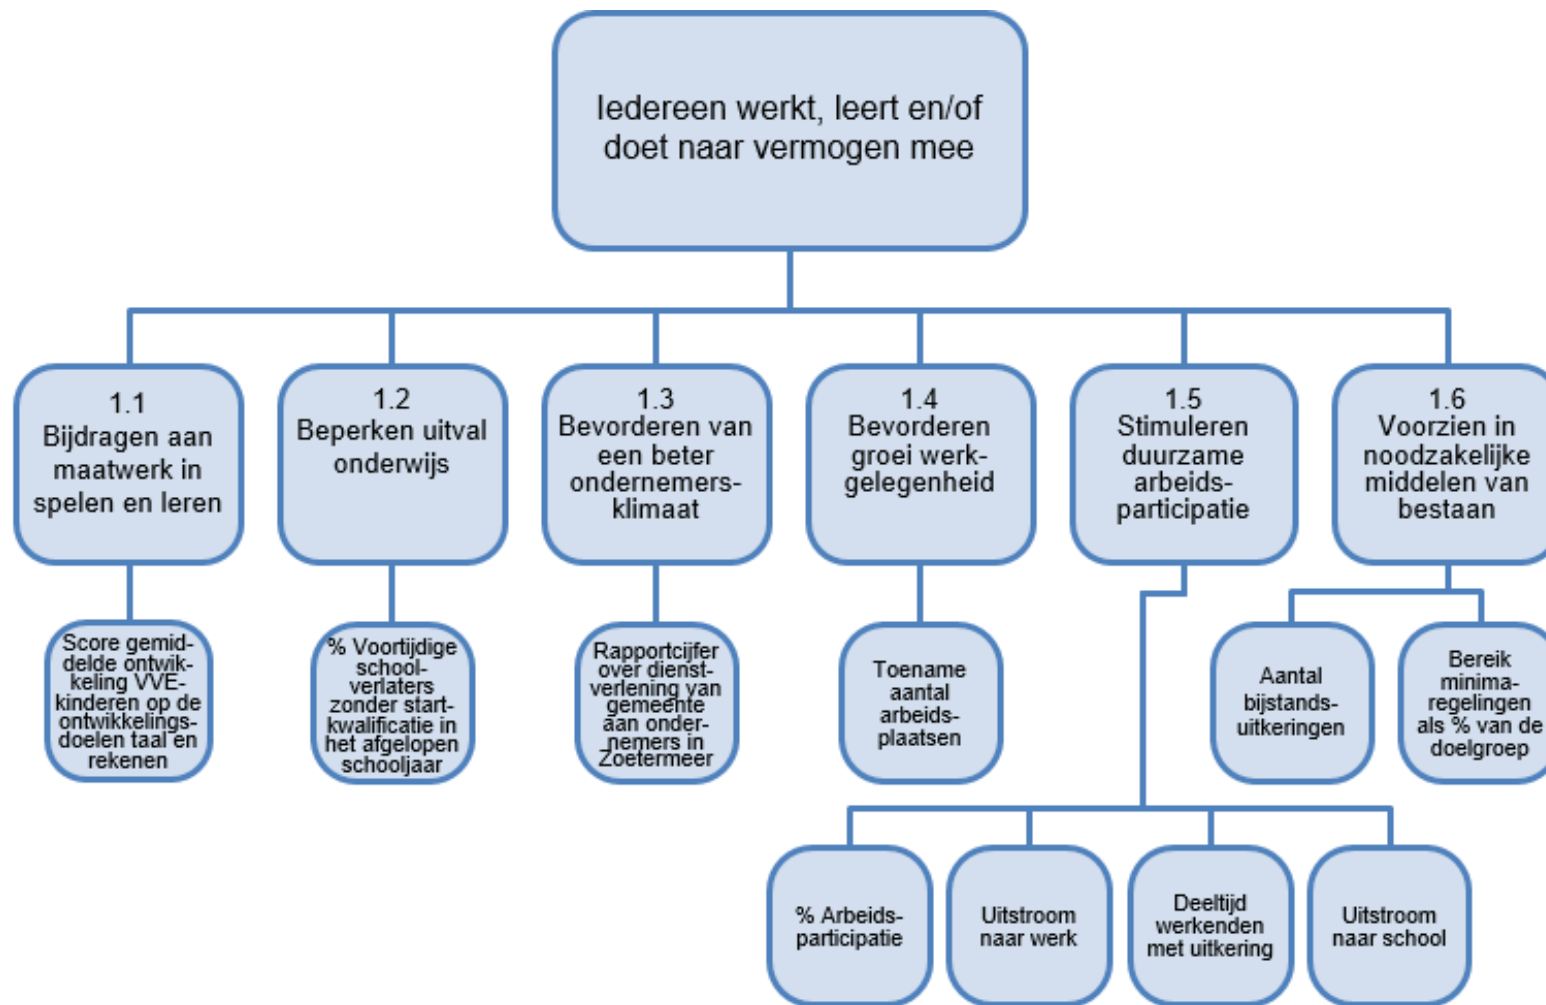 Iedereen werkt, leert en/of
doet naar vermogen mee
1.1
Bijdragen aan
maatwerk in
spelen en leren
1.2
Beperken uitval
onderwijs
1.3
Bevorderen van
een beter
ondernemers-
klimaat
1.4
Bevorderen
groei werk-
gelegenheid
1.5
Stimuleren
duurzame
arbeids-
participatie
1.6
Voorzien in
noodzakelijke
middelen van
bestaan
Score gemid-
delde ontwik-
keling VVE-
kinderen op de
ontwikkelings-
doelen taal en
rekenen
% Voortijdige
school-
verlaters
zonder start-
kwalificatie in
het afgelopen
schooljaar
Rapportcijfer
over dienst-
verlening van
gemeente
aan onder-
nemers in
Zoetermeer
Toename
aantal
arbeids-
plaatsen
Aantal
bijstands-
uitkeringen
Bereik
minima-
regelingen
als % van de
doelgroep
% Arbeids-
participatie
Uitstroom
naar werk
Deeltijd
werkenden
met uitkering
Uitstroom
naar school